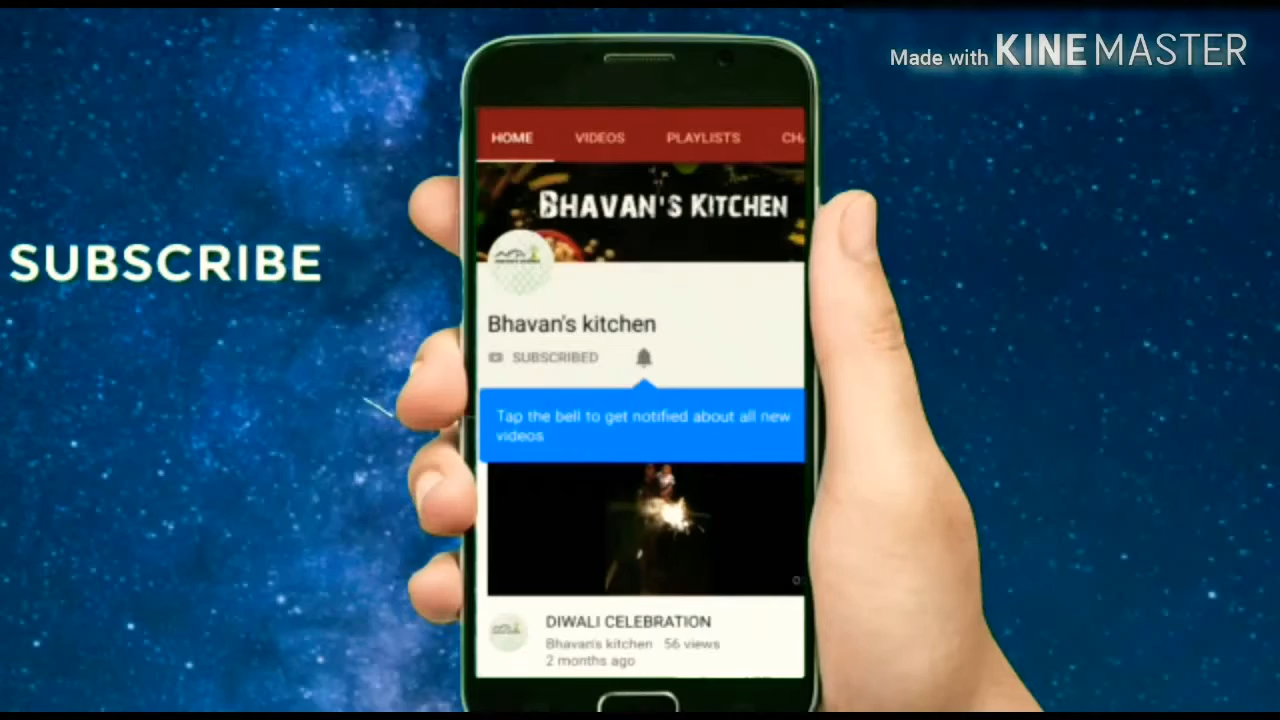 Made with KINEMASTER
HOME VIDEOS PLAYLISTS CHA
BHAVAN'S KITCHEN
SUBSCRIBE
Bhavan's kitchen
SUBSCRIBED
Tap the bell to get notified about all new
videos
DIWALI CELEBRATION
Bhavan's kitchen 56 views
2 months ago